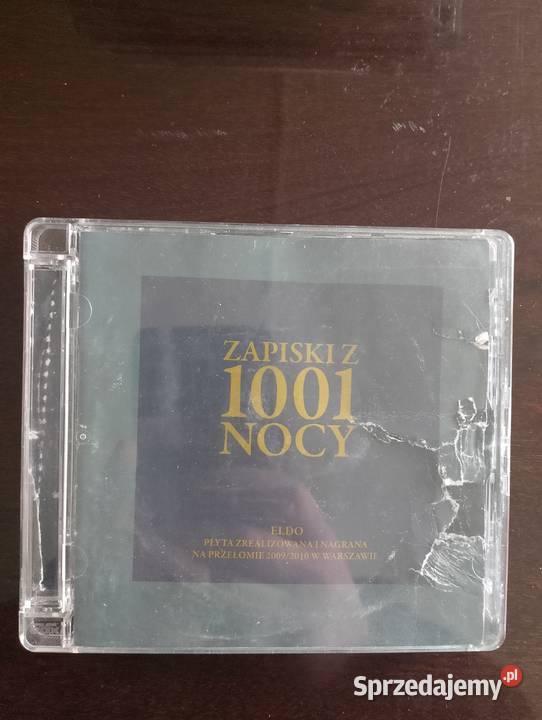 ZAPISKI Z
1001
NOCY
ELDO
PŁYTA ZREALIZOWANA I NAGRANA
NA PRZEŁOMIE 2009/2010 W WARSZAWIE
Sprzedajemy.pl